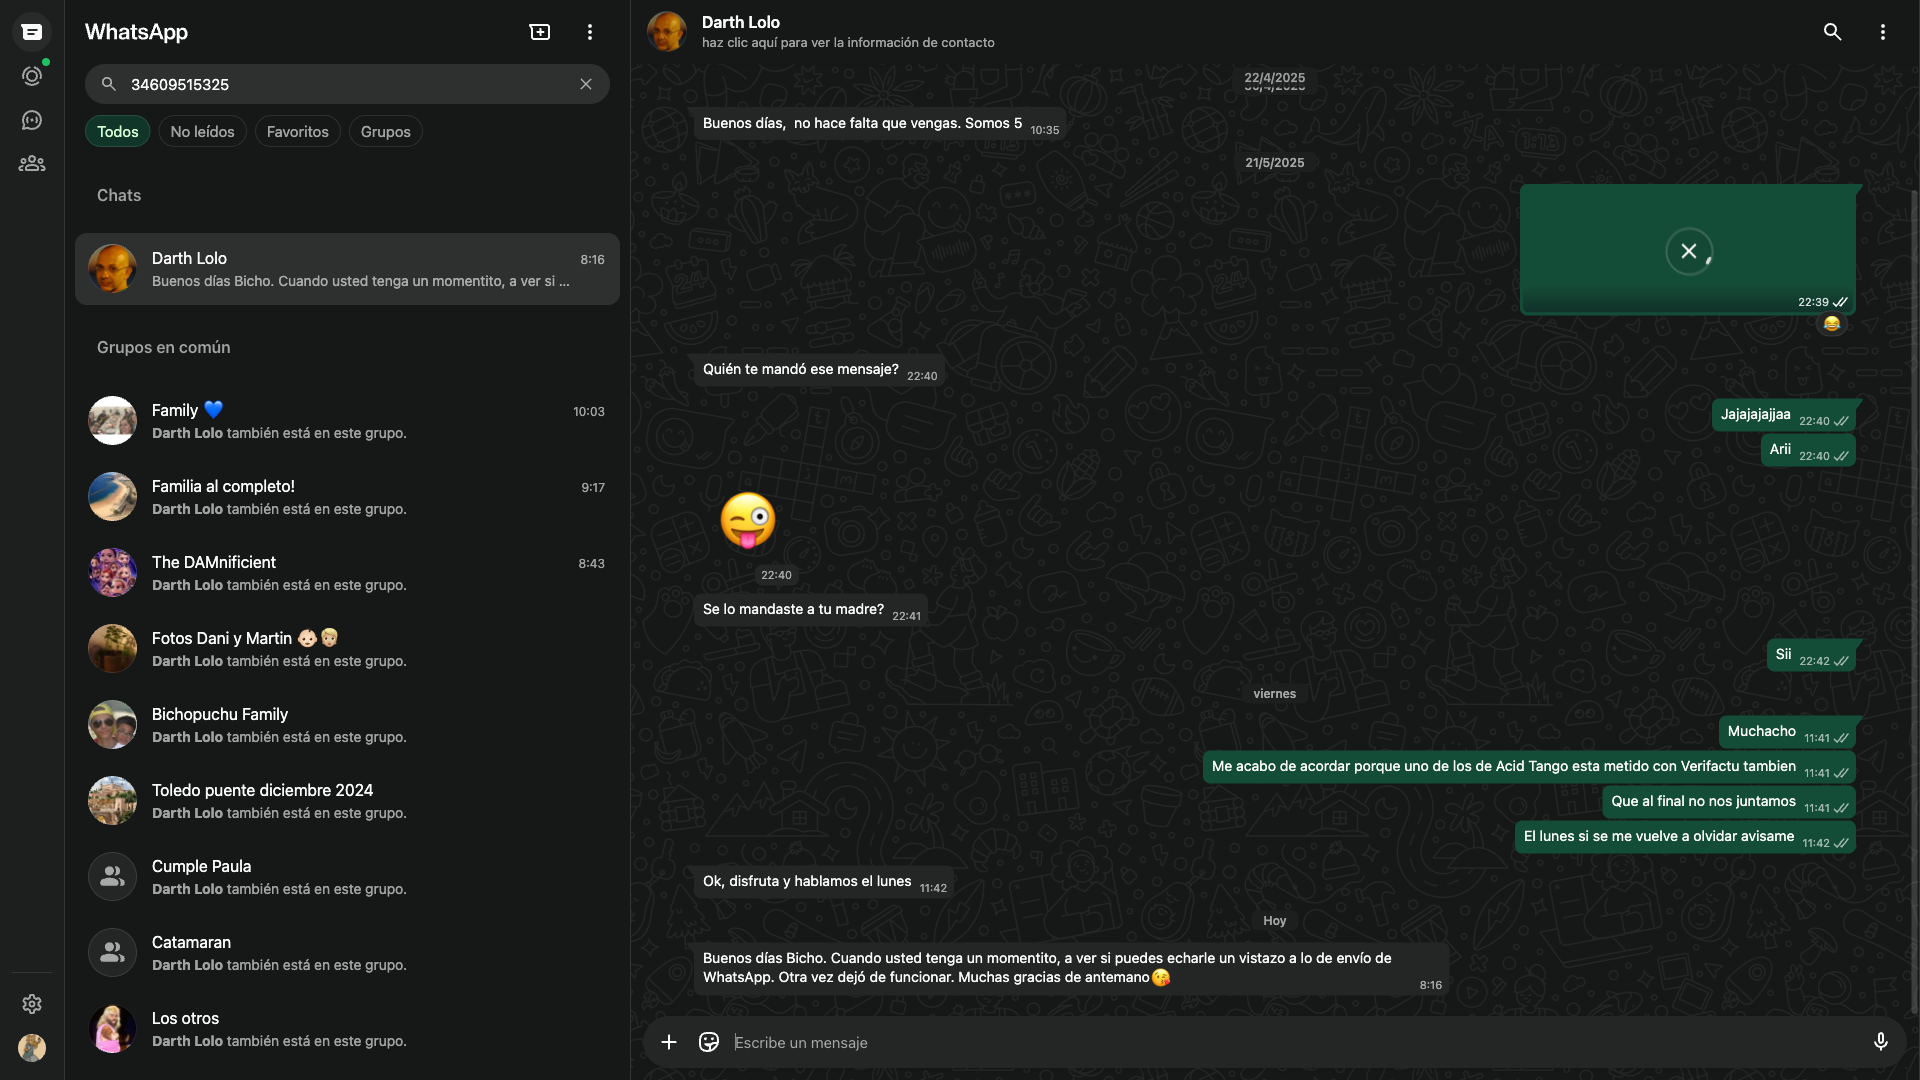 WhatsApp
34609515325
Todos
No leídos
Favoritos
Grupos
Chats
Darth Lolo
8:16
Buenos días Bicho. Cuando usted tenga un momentito, a ver si ...
Grupos en común
Family 💙
10:03
Darth Lolo también está en este grupo.
Familia al completo!
9:17
Darth Lolo también está en este grupo.
The DAMnificient
8:43
Darth Lolo también está en este grupo.
Fotos Dani y Martin 👶🏻👦🏼
Darth Lolo también está en este grupo.
Bichopuchu Family
Darth Lolo también está en este grupo.
Toledo puente diciembre 2024
Darth Lolo también está en este grupo.
Cumple Paula
Darth Lolo también está en este grupo.
Catamaran
Darth Lolo también está en este grupo.
Los otros
Darth Lolo también está en este grupo.
Darth Lolo
haz clic aquí para ver la información de contacto
22/4/2025
Buenos días,  no hace falta que vengas. Somos 5 10:35
21/5/2025
22:39
😂
Quién te mandó ese mensaje? 22:40
Jajajajajjaa 22:40
Arii 22:40
😜
22:40
Se lo mandaste a tu madre? 22:41
Sii 22:42
viernes
Muchacho 11:41
Me acabo de acordar porque uno de los de Acid Tango esta metido con Verifactu tambien 11:41
Que al final no nos juntamos 11:41
El lunes si se me vuelve a olvidar avisame 11:42
Ok, disfruta y hablamos el lunes 11:42
Hoy
Buenos días Bicho. Cuando usted tenga un momentito, a ver si puedes echarle un vistazo a lo de envío de
WhatsApp. Otra vez dejó de funcionar. Muchas gracias de antemano😘
8:16
Escribe un mensaje